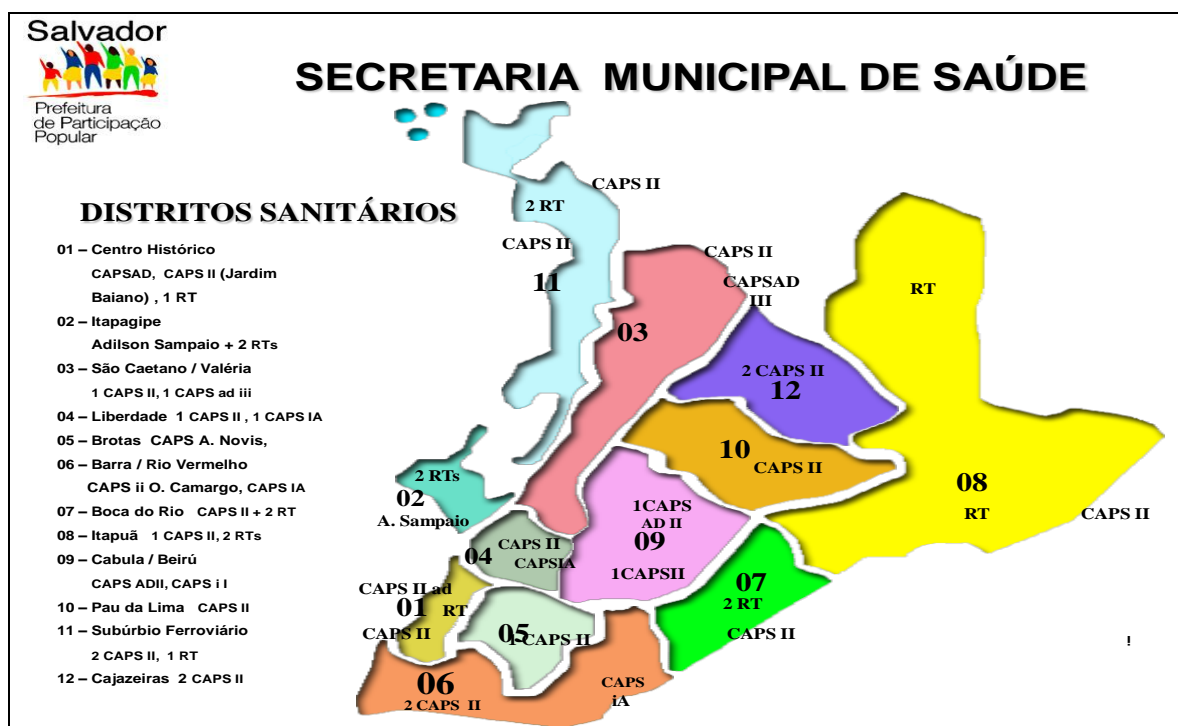 Salvador
Prefeitura
de Participação
Popular
SECRETARIA MUNICIPAL DE SAÚDE
DISTRITOS SANITÁRIOS
01 – Centro Histórico
CAPSAD, CAPS II (Jardim
Baiano) , 1 RT
02 – Itapagipe
Adilson Sampaio + 2 RTs
03 – São Caetano / Valéria
1 CAPS II, 1 CAPS ad iii
04 – Liberdade 1 CAPS II , 1 CAPS IA
05 – Brotas CAPS A. Novis,
06 – Barra / Rio Vermelho
CAPS ii O. Camargo, CAPS IA
07 – Boca do Rio CAPS II + 2 RT
08 – Itapuã 1 CAPS II, 2 RTs
09 – Cabula / Beirú
CAPS ADII, CAPS i I
10 – Pau da Lima CAPS II
11 – Subúrbio Ferroviário
2 CAPS II, 1 RT
12 – Cajazeiras 2 CAPS II
CAPS II
2 RT
CAPS II
11
CAPS II
CAPSAD
III
03
RT
2 CAPS II
12
10
CAPS II
08
RT
CAPS II
2 RTs
02
A. Sampaio
1CAPS
AD II
09
1CAPSII
CAPS II
04
CAPSIA
07
2 RT
CAPS II
CAPS II ad
01
RT
CAPS II
05
1 CAPS II
06
2 CAPS II
CAPS
iA
!